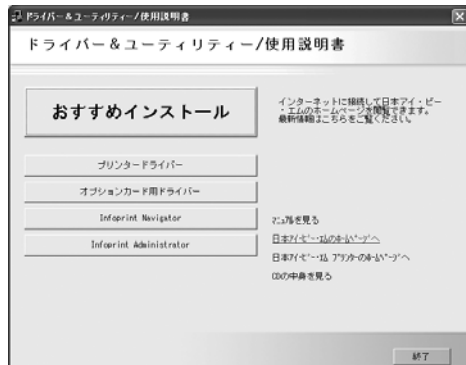 ドライバー＆ユーティリティー/使用説明書
ドライバー＆ユーティリティー/使用説明書
おすすめインストール
インターネットに接続して日本アイ・ビー
・エムのホームページを閲覧できます。
最新情報はこちらをご覧ください。
プリンタードライバー
オプションカード用ドライバー
Infoprint Navigator
Infoprint Administrator
ﾏﾆｭｱﾙを見る
日本ｱｲ･ﾋﾞｰ･ｴﾑのﾎｰﾑﾍﾟｰｼﾞへ
日本ｱｲ･ﾋﾞｰ･ｴﾑ ﾌﾟﾘﾝﾀｰのﾎｰﾑﾍﾟｰｼﾞへ
CDの中身を見る
終了